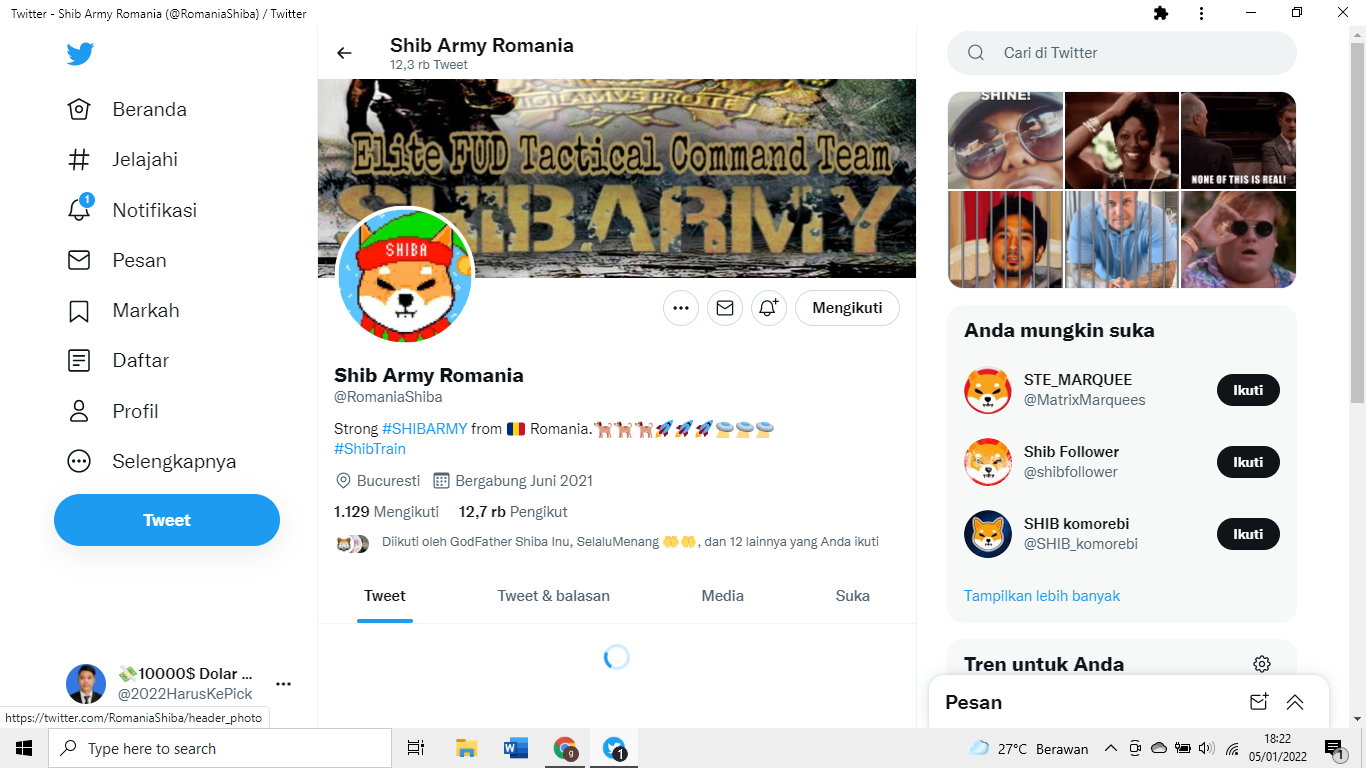 Twitter - Shib Army Romania (@RomaniaShiba) / Twitter
Beranda
Jelajahi
1
Notifikasi
Pesan
Markah
Daftar
Profil
Selengkapnya
Tweet
💸10000$ Dolar ...
@2022HarusKePick
https://twitter.com/RomaniaShiba/header_photo
Shib Army Romania
12,3 rb Tweet
VIGILAMVS PRO TE
Elite FUD Tactical Command Team
SHIBARMY
SHIBA
Mengikuti
Shib Army Romania
@RomaniaShiba
Strong #SHIBARMY from 🇷🇴 Romania.🐕🐕🐕🚀🚀🚀🛸🛸🛸
#ShibTrain
Bucuresti Bergabung Juni 2021
1.129 Mengikuti 12,7 rb Pengikut
Diikuti oleh GodFather Shiba Inu, SelaluMenang 🤲🤲, dan 12 lainnya yang Anda ikuti
Tweet Tweet & balasan Media Suka
Cari di Twitter
SHINE!
NONE OF THIS IS REAL!
Anda mungkin suka
STE_MARQUEE
@MatrixMarquees
Ikuti
Shib Follower
@shibfollower
Ikuti
SHIB komorebi
@SHIB_komorebi
Ikuti
Tampilkan lebih banyak
Tren untuk Anda
Pesan
Type here to search
g
1
27°C Berawan
18:22
05/01/2022
1